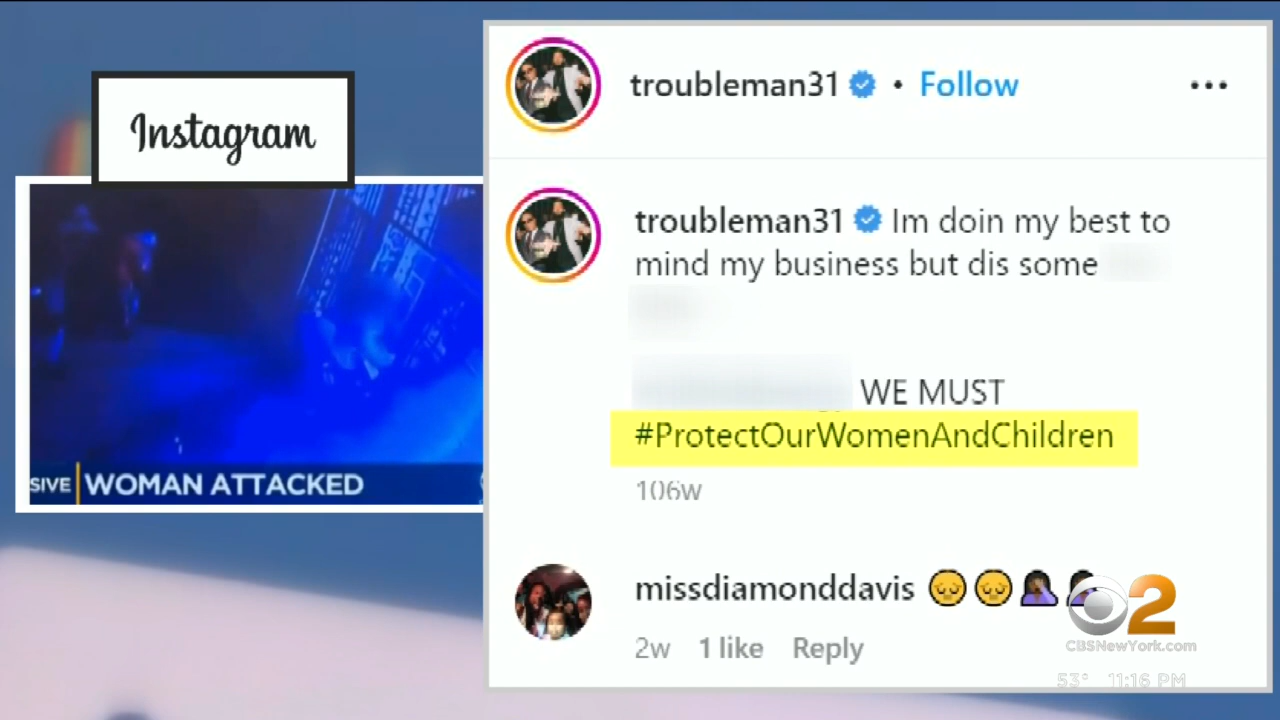 Instagram
SIVE WOMAN ATTACKED
troubleman31 • Follow
troubleman31 Im doin my best to
mind my business but dis some
WE MUST
#ProtectOurWomenAndChildren
106w
missdiamonddavis
2w 1 like Reply
2
CBSNewYork.com
53° 11:16 PM